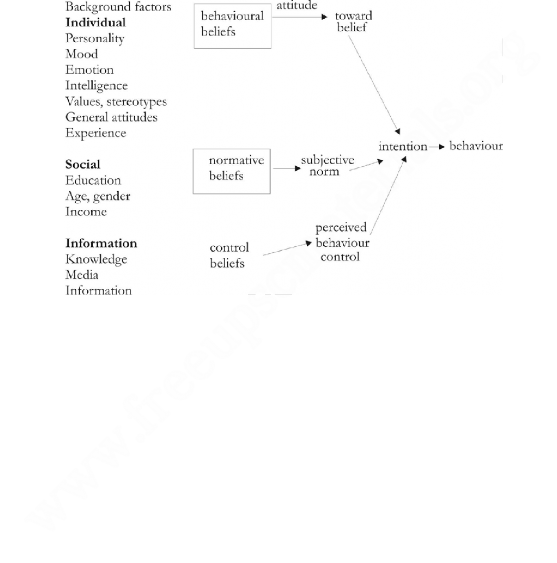 Background factors
Individual
Personality
Mood
Emotion
Intelligence
Values, stereotypes
General attitudes
Experience
Social
Education
Age, gender
Income
Information
Knowledge
Media
Information
behavioural
beliefs
attitude
toward
belief
normative
beliefs
subjective
norm
control
beliefs
perceived
behaviour
control
intention
behaviour